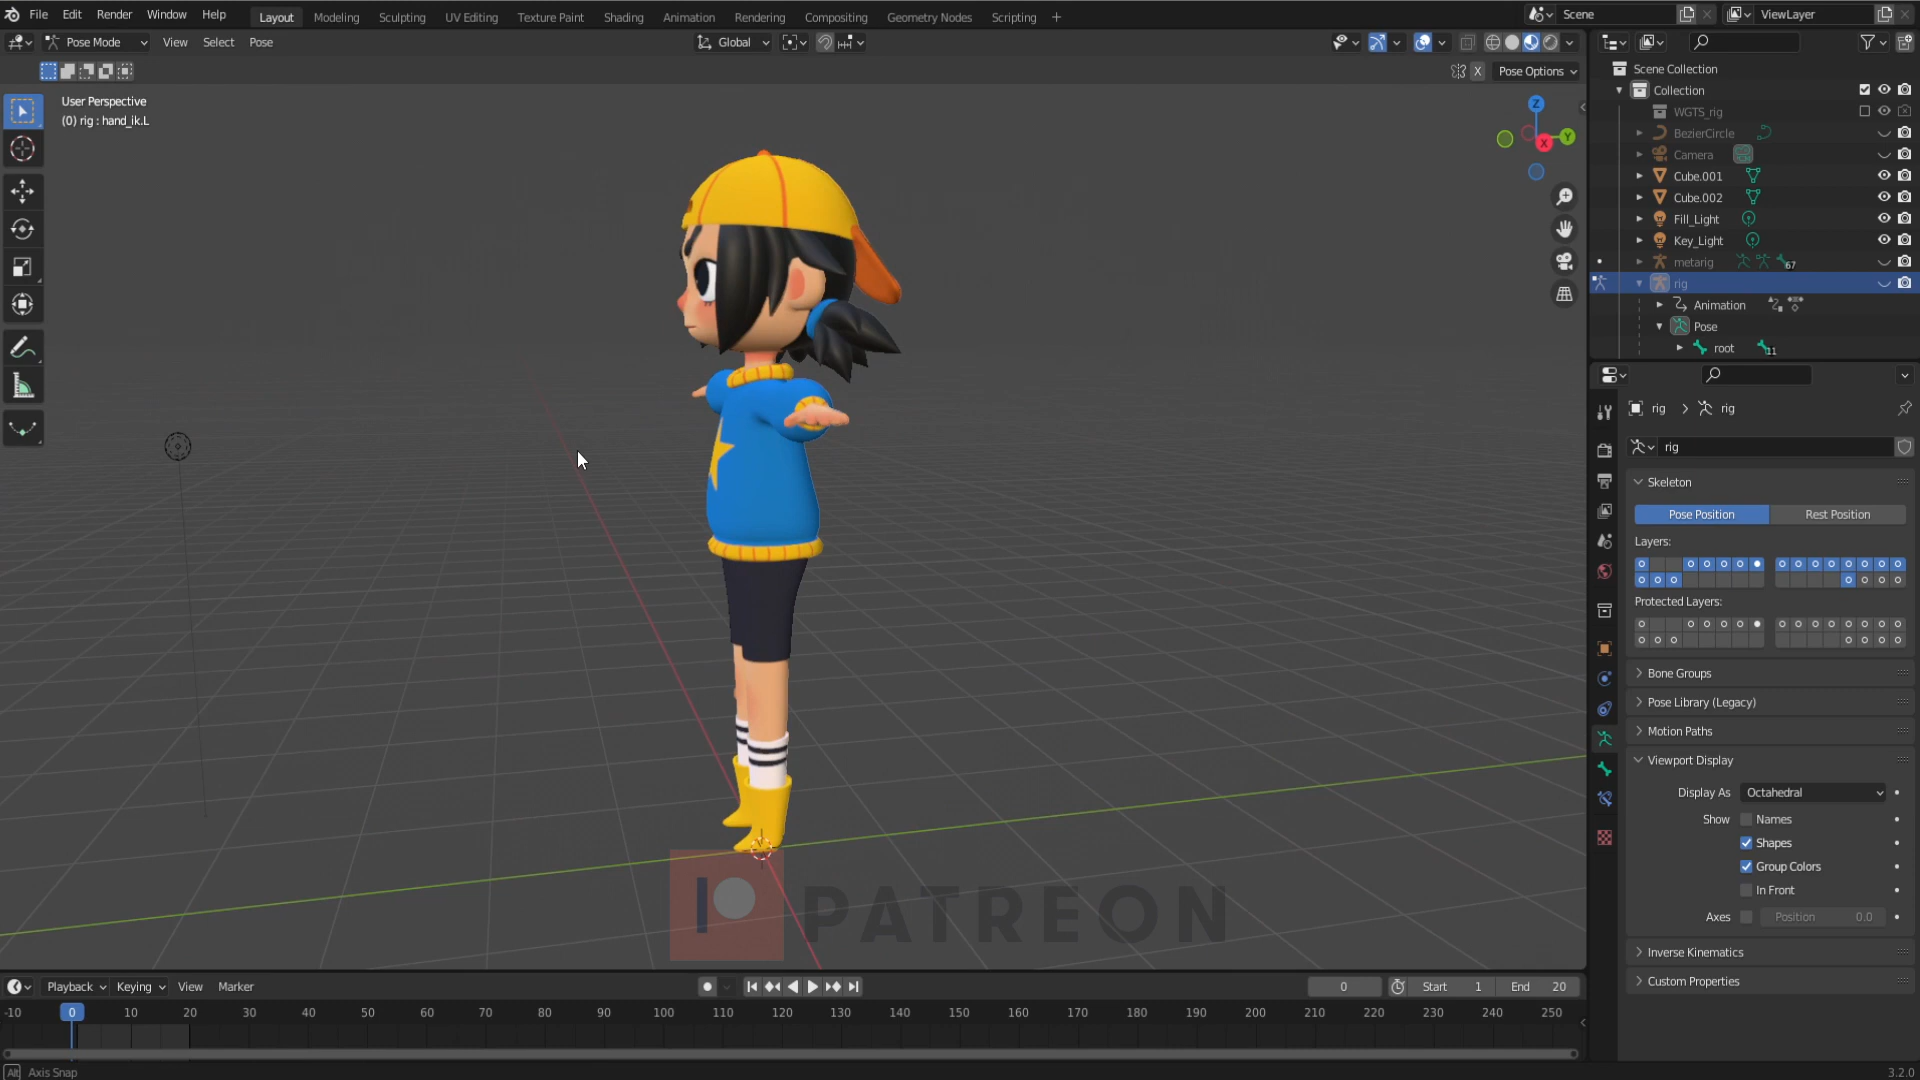 File Edit Render Window Help
Layout Modeling Sculpting UV Editing Texture Paint Shading Animation Rendering Compositing Geometry Nodes Scripting +
Scene
ViewLayer
Pose Mode View Select Pose
Global
X Pose Options
User Perspective
(0) rig : hand_ik.L
Z
Y
X
Scene Collection
Collection
WGTS_rig
BezierCircle
Camera
Cube.001
Cube.002
Fill_Light
Key_Light
metarig 67
rig
Animation
Pose
root 11
rig > rig
rig
Skeleton
Pose Position Rest Position
Layers:
Protected Layers:
Bone Groups
Pose Library (Legacy)
Motion Paths
Viewport Display
Display As Octahedral
Show Names
Shapes
Group Colors
In Front
Axes Position 0.0
Inverse Kinematics
Custom Properties
PATREON
Playback Keying View Marker
0 Start 1 End 20
-10 0 10 20 30 40 50 60 70 80 90 100 110 120 130 140 150 160 170 180 190 200 210 220 230 240 250
Alt Axis Snap
3.2.0